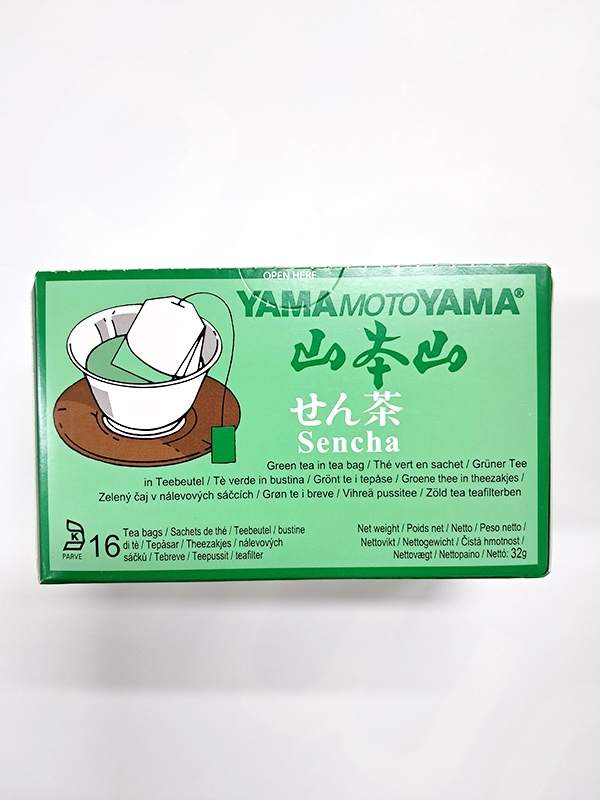 OPEN HERE
YAMAMOTOYAMA®
山本山
せん茶
Sencha
Green tea in tea bag / Thé vert en sachet / Grüner Tee
in Teebeutel / Tè verde in bustina / Grönt te i tepåse / Groene thee in theezakjes /
Zelený čaj v nálevových sáčcích / Grøn te i breve / Vihreä pussitee / Zöld tea teafilterben
K
PARVE
16
Tea bags / Sachets de thé / Teebeutel / bustine
di tè / Tepåsar / Theezakjes / nálevových
sáčků / Tebreve / Teepussit / teafilter
Net weight / Poids net / Netto / Peso netto /
Nettovikt / Nettogewicht / Čistá hmotnost /
Nettovægt / Nettopaino / Nettó: 32g